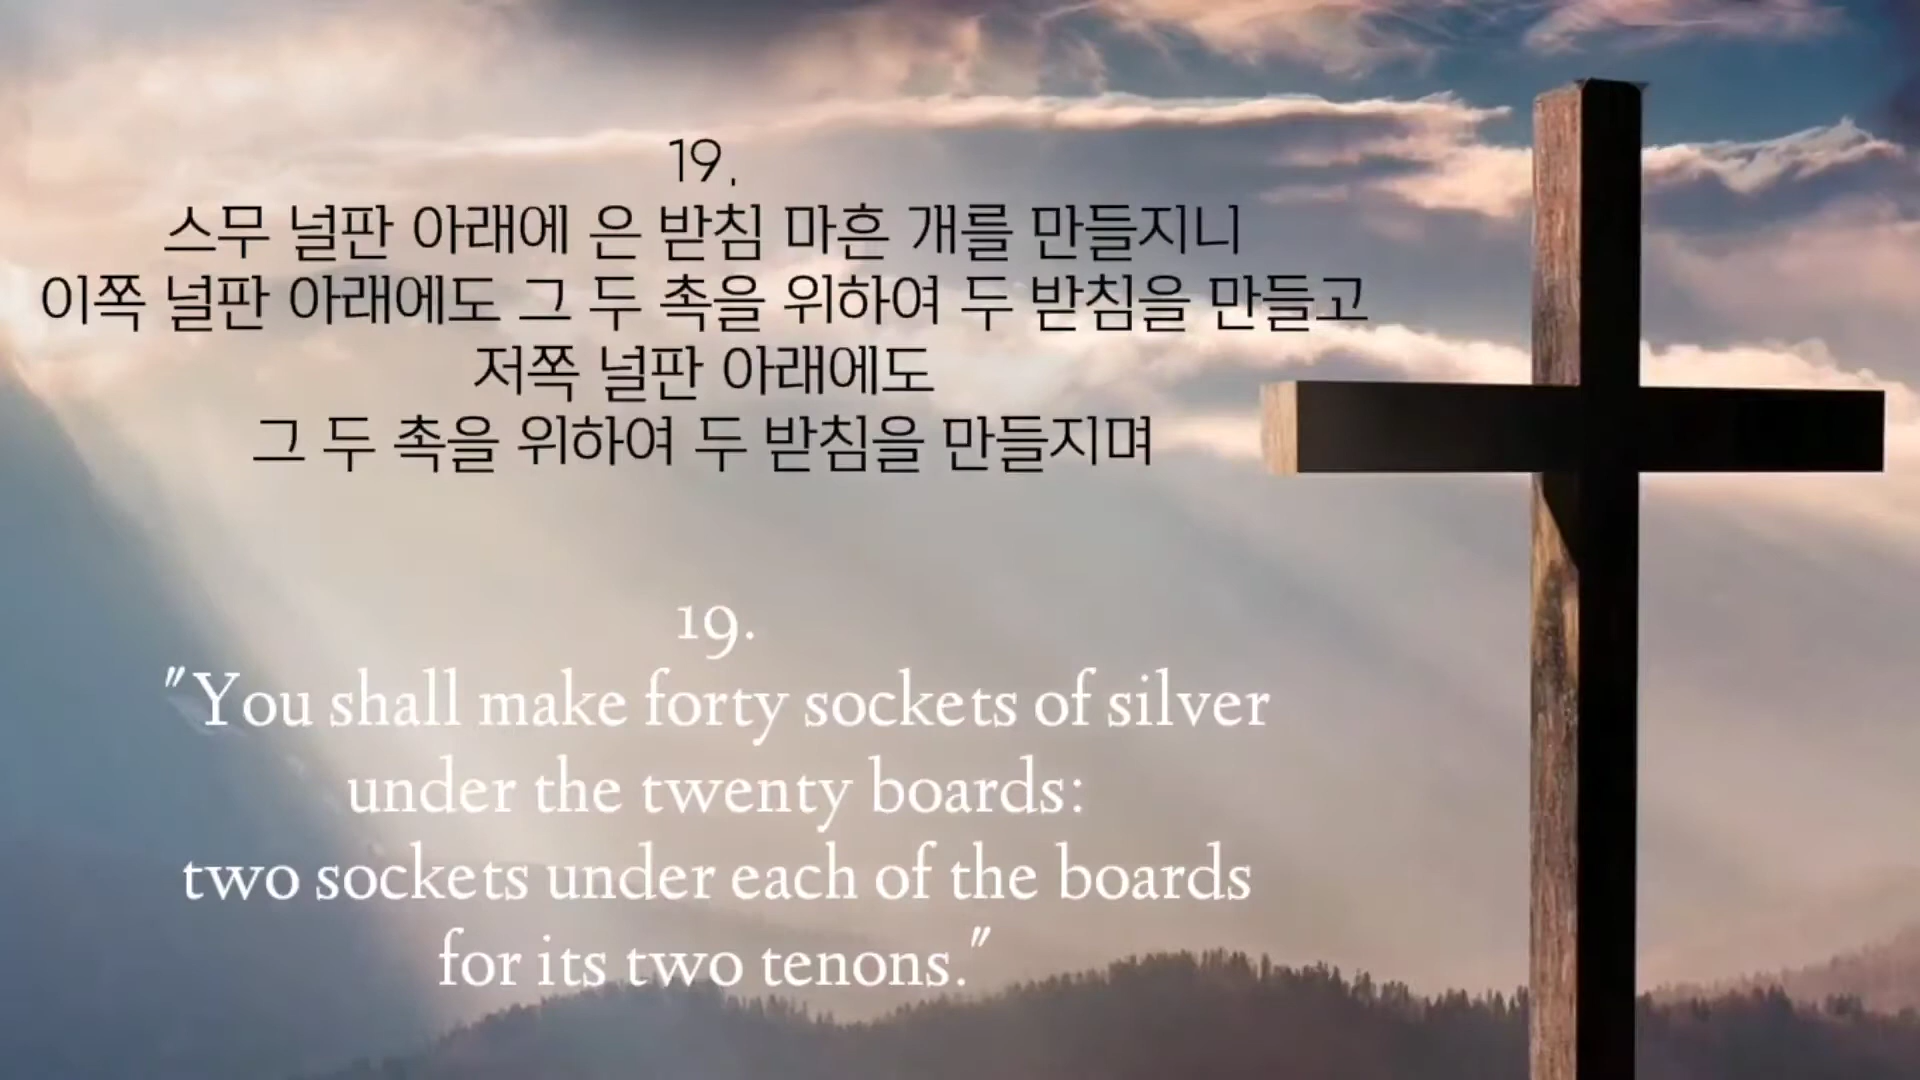 19.
스무 널판 아래에 은 받침 마흔 개를 만들지니
이쪽 널판 아래에도 그 두 촉을 위하여 두 받침을 만들고
저쪽 널판 아래에도
그 두 촉을 위하여 두 받침을 만들지며
19.
"You shall make forty sockets of silver
under the twenty boards:
two sockets under each of the boards
for its two tenons."